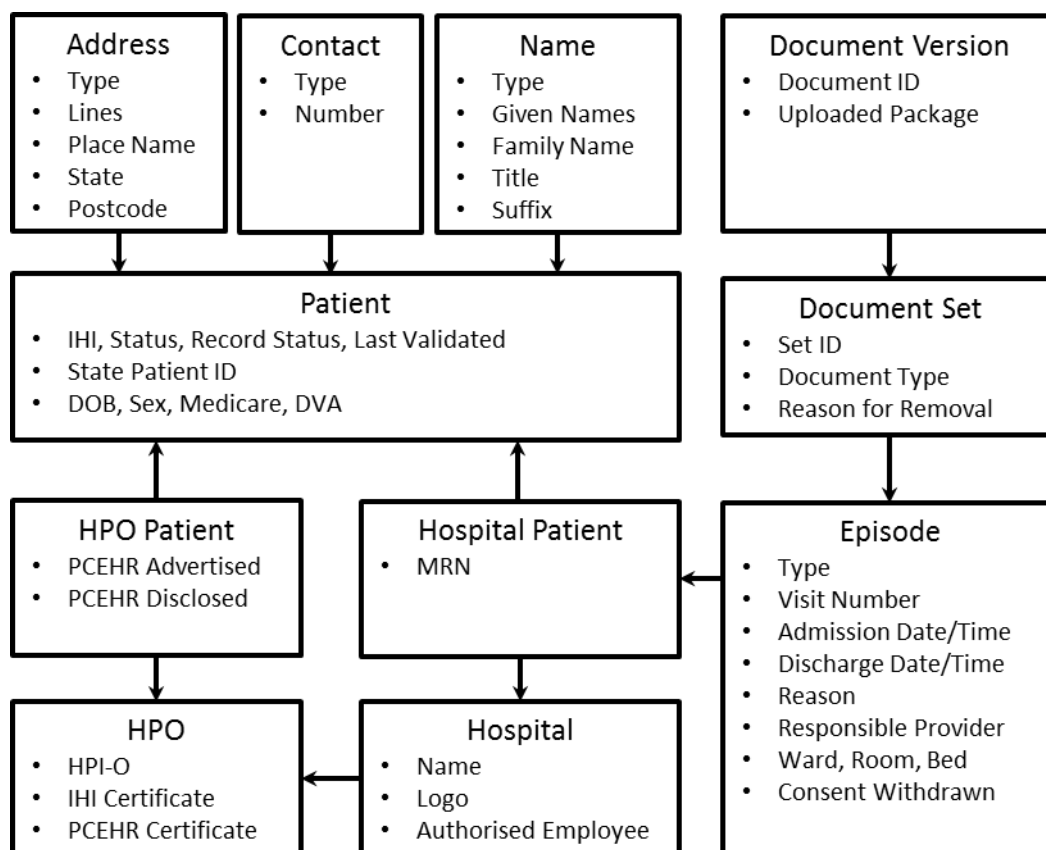 Address
• Type
• Lines
• Place Name
• State
• Postcode
Contact
• Type
• Number
Name
• Type
• Given Names
• Family Name
• Title
• Suffix
Document Version
• Document ID
• Uploaded Package
Patient
• IHI, Status, Record Status, Last Validated
• State Patient ID
• DOB, Sex, Medicare, DVA
Document Set
• Set ID
• Document Type
• Reason for Removal
HPO Patient
• PCEHR Advertised
• PCEHR Disclosed
Hospital Patient
• MRN
Episode
• Type
• Visit Number
• Admission Date/Time
• Discharge Date/Time
• Reason
• Responsible Provider
• Ward, Room, Bed
• Consent Withdrawn
HPO
• HPI-O
• IHI Certificate
• PCEHR Certificate
Hospital
• Name
• Logo
• Authorised Employee